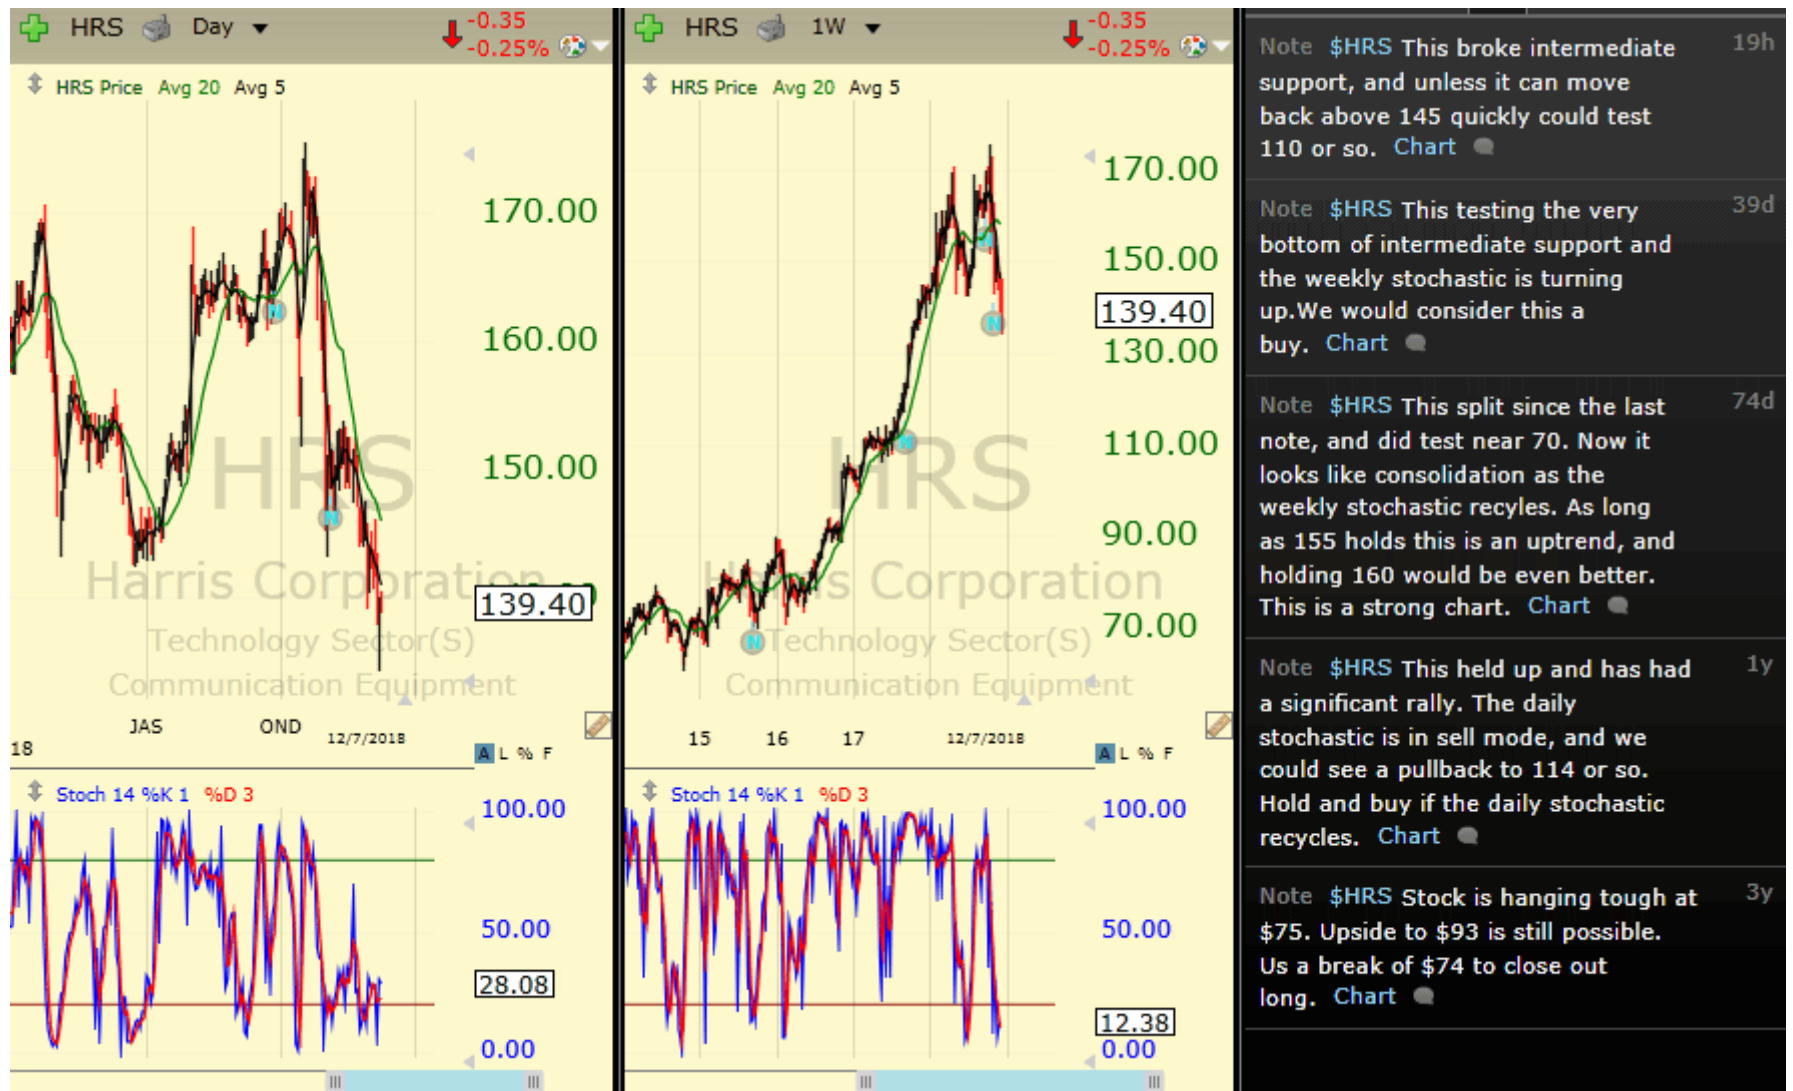 HRS Day -0.35
-0.25%
HRS Price Avg 20 Avg 5
170.00
160.00
150.00
139.40
HRS
Harris Corporation
Technology Sector(S)
Communication Equipment
18 JAS OND 12/7/2018
A L % F
Stoch 14 %K 1 %D 3
100.00
50.00
28.08
0.00
HRS 1W -0.35
-0.25%
HRS Price Avg 20 Avg 5
170.00
150.00
139.40
130.00
110.00
90.00
70.00
HRS
Harris Corporation
Technology Sector(S)
Communication Equipment
15 16 17 12/7/2018
A L % F
Stoch 14 %K 1 %D 3
100.00
50.00
12.38
0.00
Note $HRS This broke intermediate 19h
support, and unless it can move
back above 145 quickly could test
110 or so. Chart
Note $HRS This testing the very 39d
bottom of intermediate support and
the weekly stochastic is turning
up.We would consider this a
buy. Chart
Note $HRS This split since the last 74d
note, and did test near 70. Now it
looks like consolidation as the
weekly stochastic recyles. As long
as 155 holds this is an uptrend, and
holding 160 would be even better.
This is a strong chart. Chart
Note $HRS This held up and has had 1y
a significant rally. The daily
stochastic is in sell mode, and we
could see a pullback to 114 or so.
Hold and buy if the daily stochastic
recycles. Chart
Note $HRS Stock is hanging tough at 3y
$75. Upside to $93 is still possible.
Us a break of $74 to close out
long. Chart